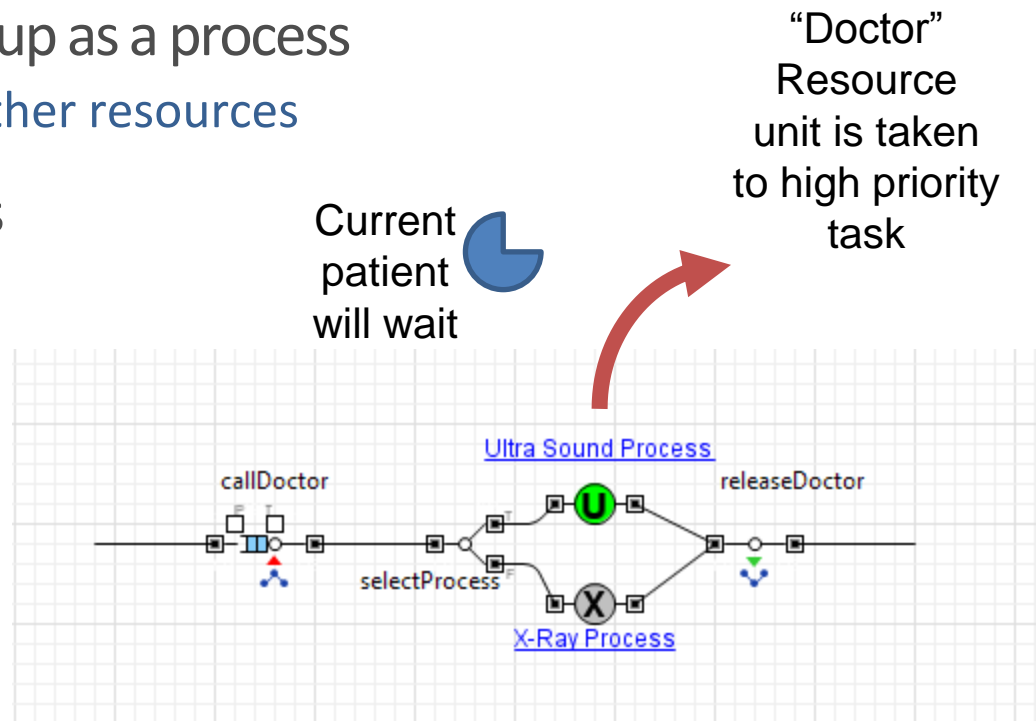 up as a process
ther resources
s
"Doctor"
Resource
unit is taken
to high priority
task
Current
patient
will wait
Ultra Sound Process
callDoctor
releaseDoctor
P T
T
U
selectProcess
F
X
X-Ray Process